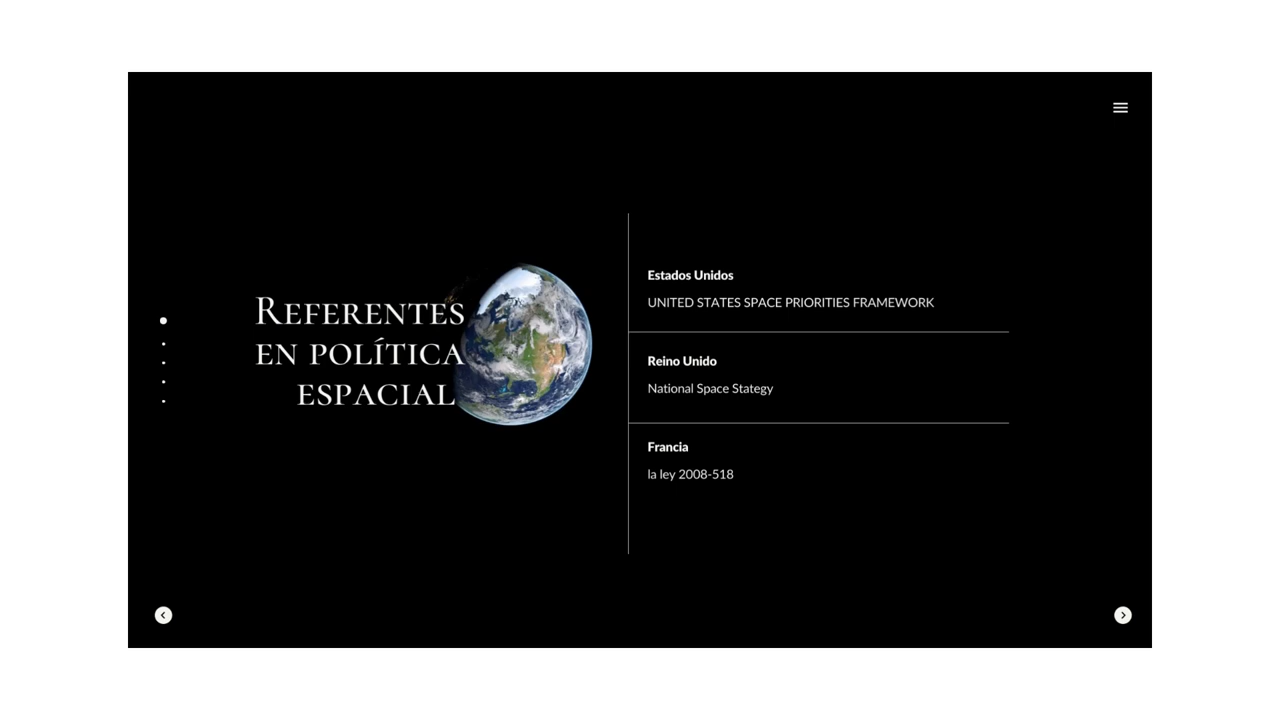 Referentes
en política
espacial
Estados Unidos
UNITED STATES SPACE PRIORITIES FRAMEWORK
Reino Unido
National Space Stategy
Francia
la ley 2008-518